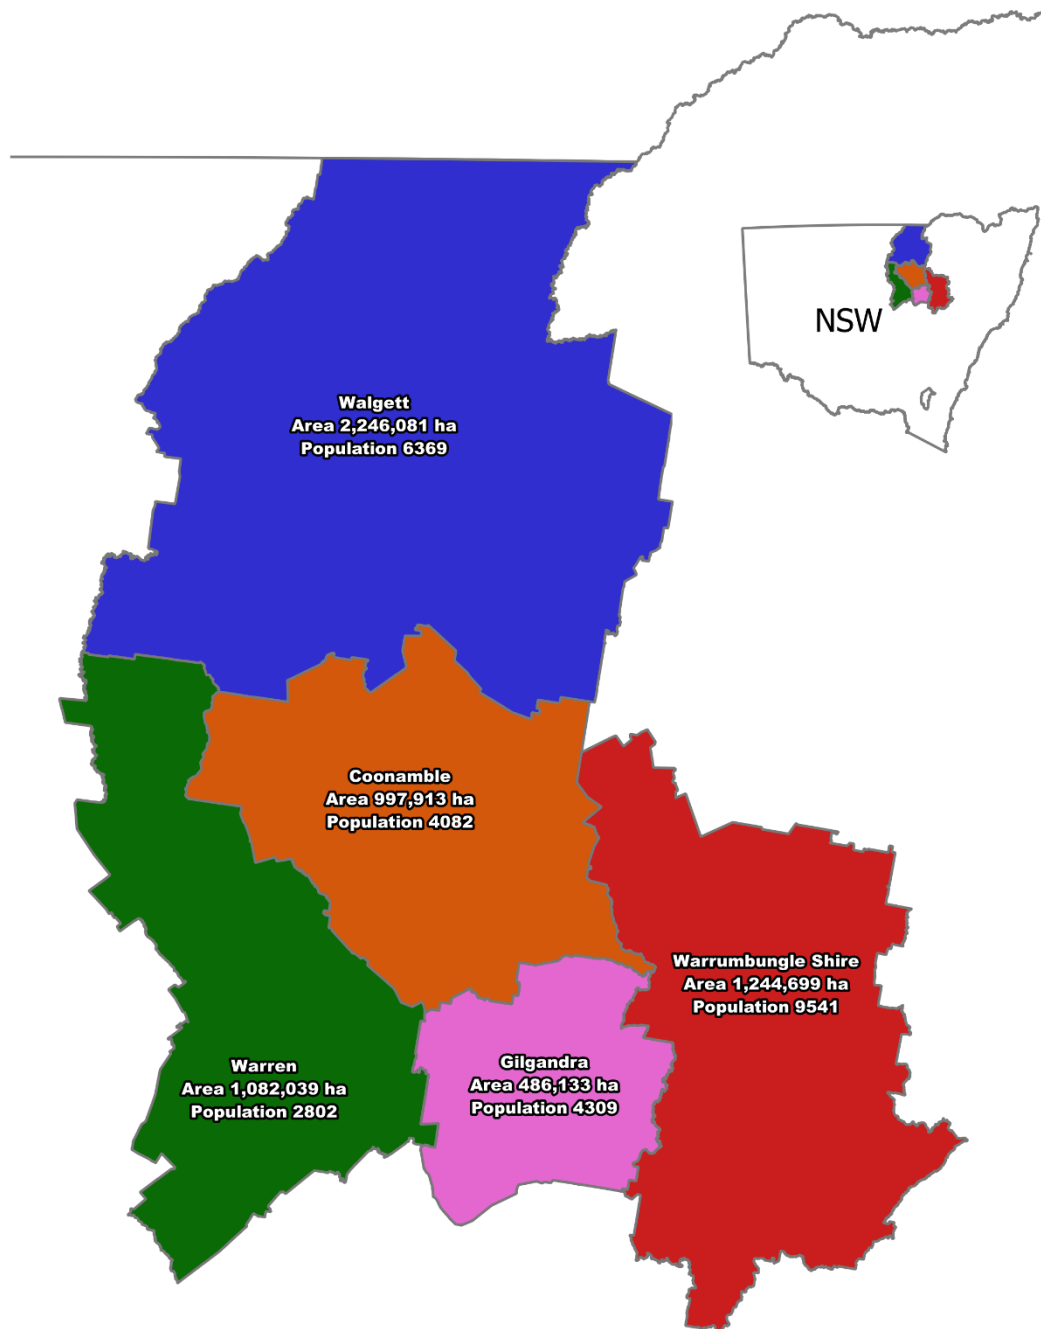 NSW
Walgett
Area 2,246,081 ha
Population 6369
Coonamble
Area 997,913 ha
Population 4082
Warrumbungle Shire
Area 1,244,699 ha
Population 9541
Warren
Area 1,082,039 ha
Population 2802
Gilgandra
Area 486,133 ha
Population 4309